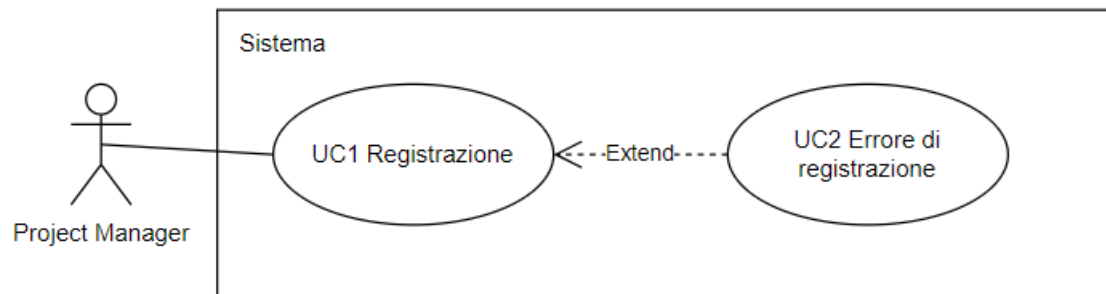 Sistema
UC1 Registrazione
Extend
UC2 Errore di
registrazione
Project Manager